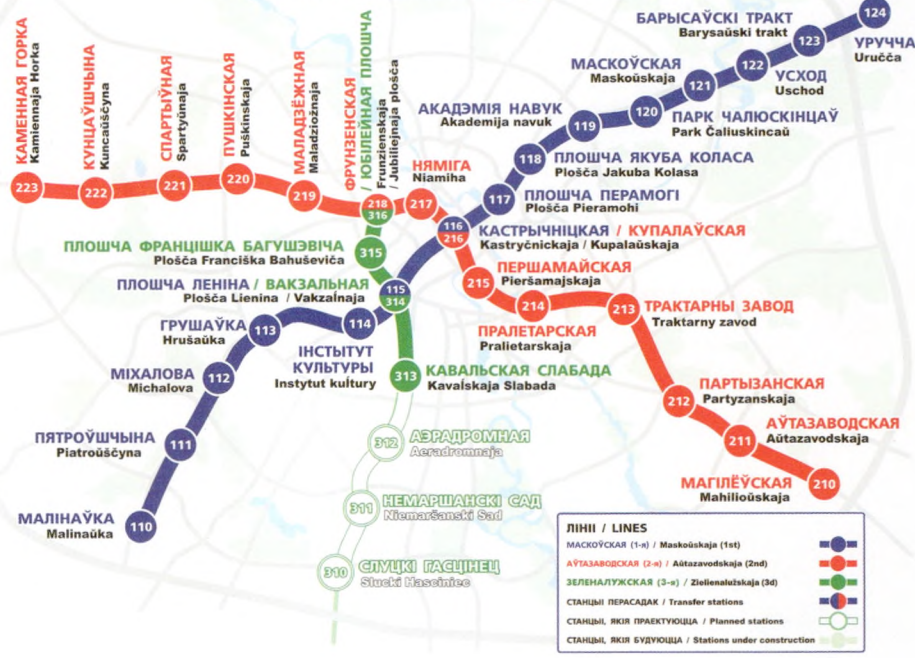 124
БАРЫСАЎСКІ ТРАКТ
Barysaŭski trakt
123
УРУЧЧА
Uručča
МАСКОЎСКАЯ
Maskoŭskaja
122
УСХОД
Uschod
121
КАМЕННАЯ ГОРКА
Kamiennaja Horka
КУНЦАЎШЧЫНА
Kuncaŭščyna
СПАРТЫЎНАЯ
Spartyŭnaja
ПУШКІНСКАЯ
Puškinskaja
МАЛАДЗЁЖНАЯ
Maladziožnaja
ФРУНЗЕНСКАЯ
/ ЮБІЛЕЙНАЯ ПЛОШЧА
Frunzienskaja
/ Jubiliejnaja plošča
АКАДЭМІЯ НАВУК
Akademija navuk
120
ПАРК ЧАЛЮСКІНЦАЎ
Park Čaliuskincaŭ
119
118
ПЛОШЧА ЯКУБА КОЛАСА
Plošča Jakuba Kolasa
НЯМІГА
Niamiha
223
222
221
220
219
218
316
217
117
ПЛОШЧА ПЕРАМОГІ
Plošča Pieramohi
116
216
КАСТРЫЧНІЦКАЯ / КУПАЛАЎСКАЯ
Kastryčnickaja / Kupalaŭskaja
ПЛОШЧА ФРАНЦІШКА БАГУШЭВІЧА
Plošča Franciška Bahuševiča
315
ПЕРШАМАЙСКАЯ
Pieršamajskaja
215
ПЛОШЧА ЛЕНІНА / ВАКЗАЛЬНАЯ
Plošča Lienina / Vakzaĺnaja
115
314
214
213
ТРАКТАРНЫ ЗАВОД
Traktarny zavod
ГРУШАЎКА
Hrušaŭka
113
114
ПРАЛЕТАРСКАЯ
Pralietarskaja
ІНСТЫТУТ
КУЛЬТУРЫ
Instytut kuĺtury
МІХАЛОВА
Michalova
112
313
КАВАЛЬСКАЯ СЛАБАДА
Kavaĺskaja Slabada
ПАРТЫЗАНСКАЯ
Partyzanskaja
212
ПЯТРОЎШЧЫНА
Piatroŭščyna
111
312
АЭРАДРОМНАЯ
Aeradromnaja
АЎТАЗАВОДСКАЯ
Aŭtazavodskaja
211
МАГІЛЁЎСКАЯ
Mahilioŭskaja
210
МАЛІНАЎКА
Malinaŭka
110
311
НЕМАРШАНСКІ САД
Niemaršanski Sad
310
СЛУЦКІ ГАСЦІНЕЦ
Slucki Hasciniec
ЛІНІІ / LINES
МАСКОЎСКАЯ (1-я) / Maskoŭskaja (1st)
АЎТАЗАВОДСКАЯ (2-я) / Aŭtazavodskaja (2nd)
ЗЕЛЕНАЛУЖСКАЯ (3-я) / Zielienalužskaja (3d)
СТАНЦЫІ ПЕРАСАДАК / Transfer stations
СТАНЦЫІ, ЯКІЯ ПРАЕКТУЮЦЦА / Planned stations
СТАНЦЫІ, ЯКІЯ БУДУЮЦЦА / Stations under construction